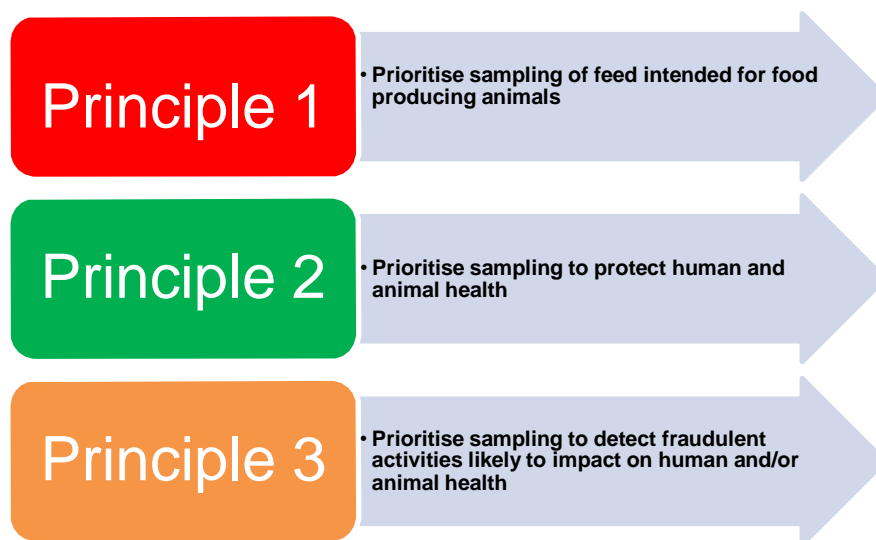 Principle 1
• Prioritise sampling of feed intended for food
producing animals
Principle 2
• Prioritise sampling to protect human and
animal health
Principle 3
• Prioritise sampling to detect fraudulent
activities likely to impact on human and/or
animal health